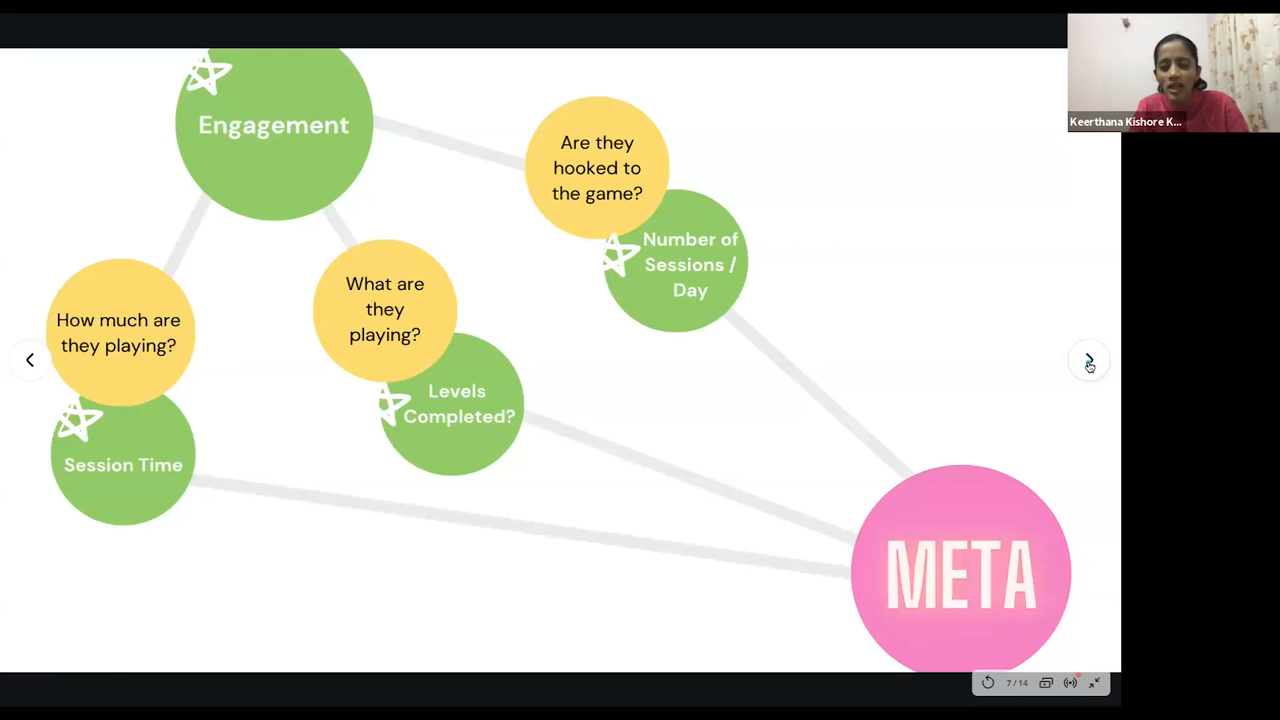 Engagement
Are they
hooked to
the game?
Number of
Sessions /
Day
What are
they
playing?
Levels
Completed?
How much are
they playing?
Session Time
META
Keerthana Kishore K...
7 / 14